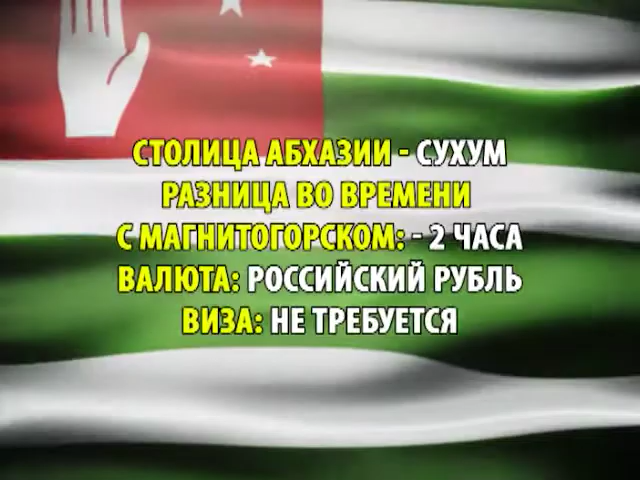 СТОЛИЦА АБХАЗИИ - СУХУМ
РАЗНИЦА ВО ВРЕМЕНИ
С МАГНИТОГОРСКОМ: - 2 ЧАСА
ВАЛЮТА: РОССИЙСКИЙ РУБЛЬ
ВИЗА: НЕ ТРЕБУЕТСЯ